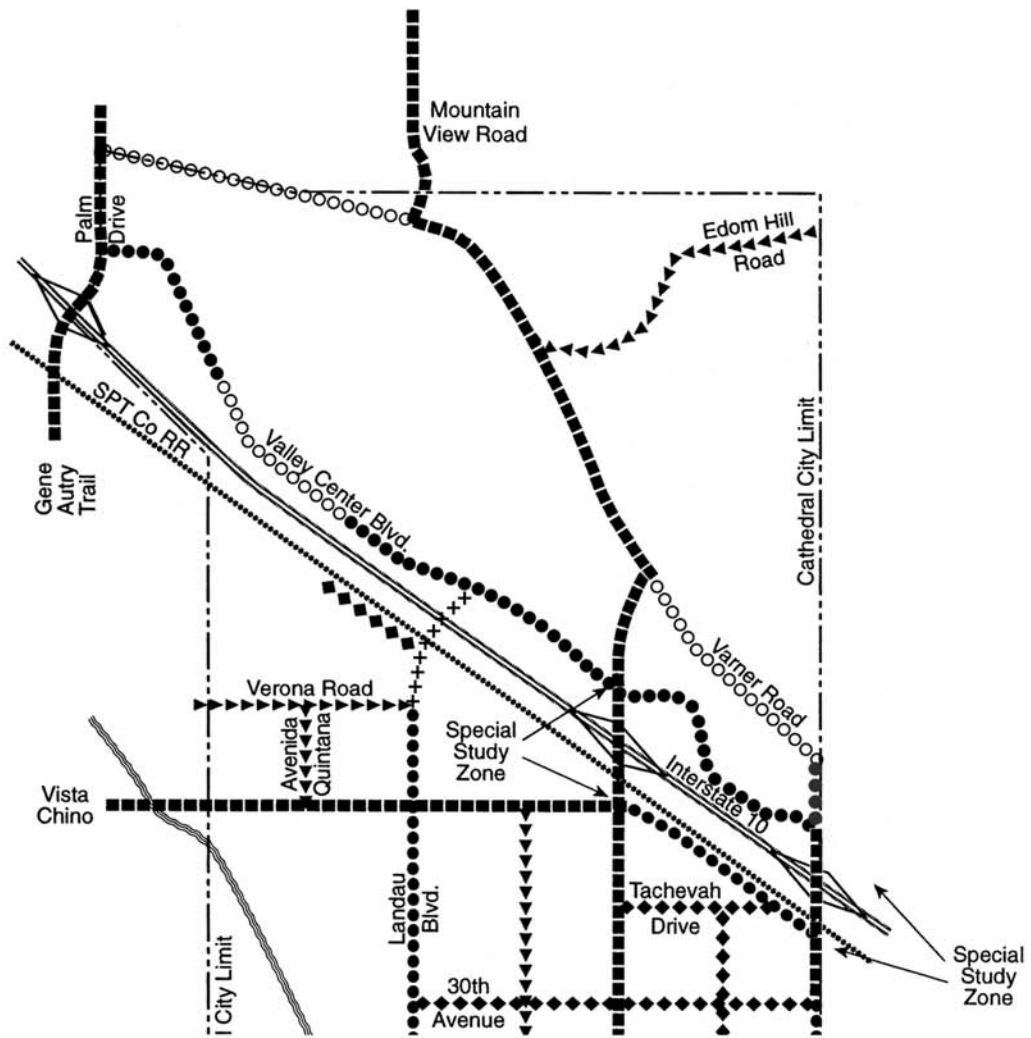 Mountain
View Road
Palm
Drive
Edom Hill
Road
SPT Co RR
Valley Center Blvd.
Cathedral City Limit
Gene
Autry
Trail
Varner Road
Verona Road
Avenida
Quintana
Special
Study
Zone
Interstate 10
Vista
Chino
Landau
Blvd.
Tachevah
Drive
l City Limit
30th
Avenue
Special
Study
Zone